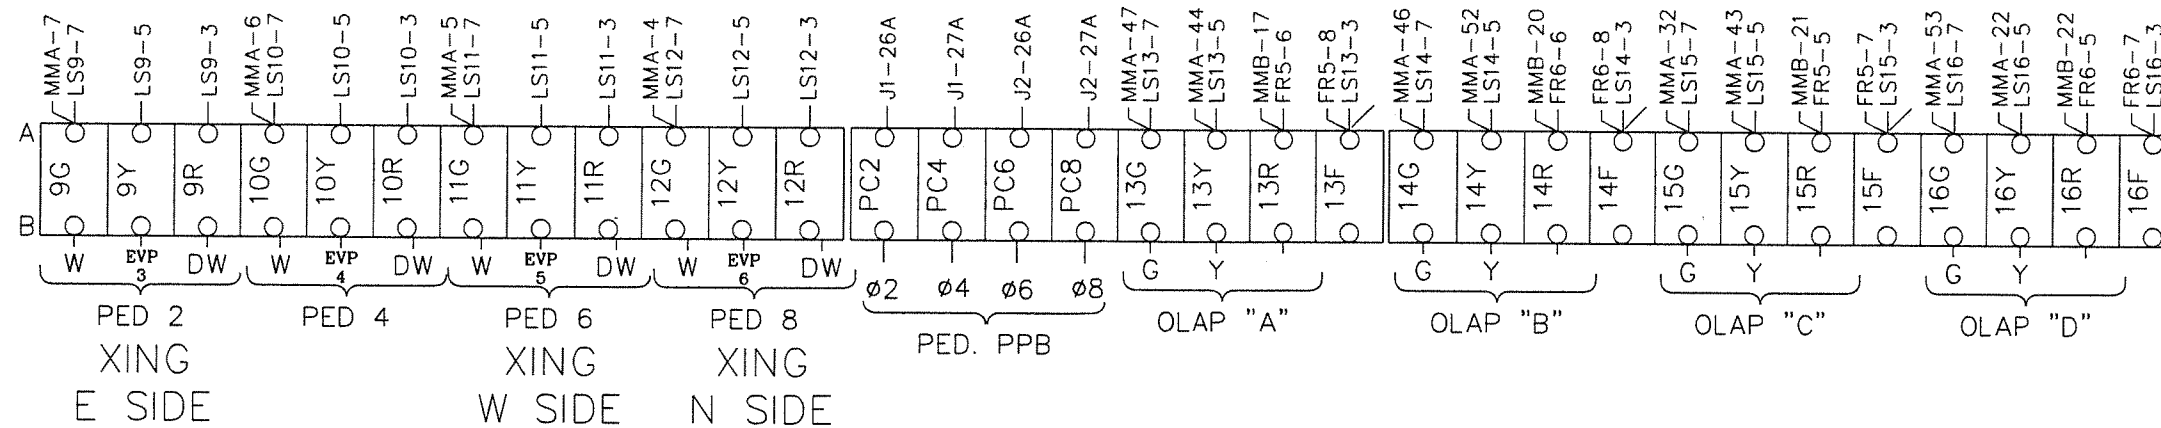 MMA-7 LS9-7 LS9-5 LS9-3 MMA-6 LS10-7 LS10-5 LS10-3 MMA-5 LS11-7 LS11-5 LS11-3 MMA-4 LS12-7 LS12-5 LS12-3 J1-26A J1-27A J2-26A J2-27A MMA-47 LS13-7 MMA-44 LS13-5 MMB-17 FR5-6 FR5-8 LS13-3 MMA-46 LS14-7 MMA-52 LS14-5 MMB-20 FR6-6 FR6-8 LS14-3 MMA-32 LS15-7 MMA-43 LS15-5 MMB-21 FR5-5 FR5-7 LS15-3 MMA-53 LS16-7 MMA-22 LS16-5 MMB-22 FR6-5 FR6-7 LS16-3
A
9G 9Y 9R 10G 10Y 10R 11G 11Y 11R 12G 12Y 12R PC2 PC4 PC6 PC8 13G 13Y 13R 13F 14G 14Y 14R 14F 15G 15Y 15R 15F 16G 16Y 16R 16F
B
W EVP 3 DW W EVP 4 DW W EVP 5 DW W EVP 6 DW Ø2 Ø4 Ø6 Ø8 G Y G Y G Y G Y
PED 2 PED 4 PED 6 PED 8 PED. PPB OLAP "A" OLAP "B" OLAP "C" OLAP "D"
XING XING XING
E SIDE W SIDE N SIDE